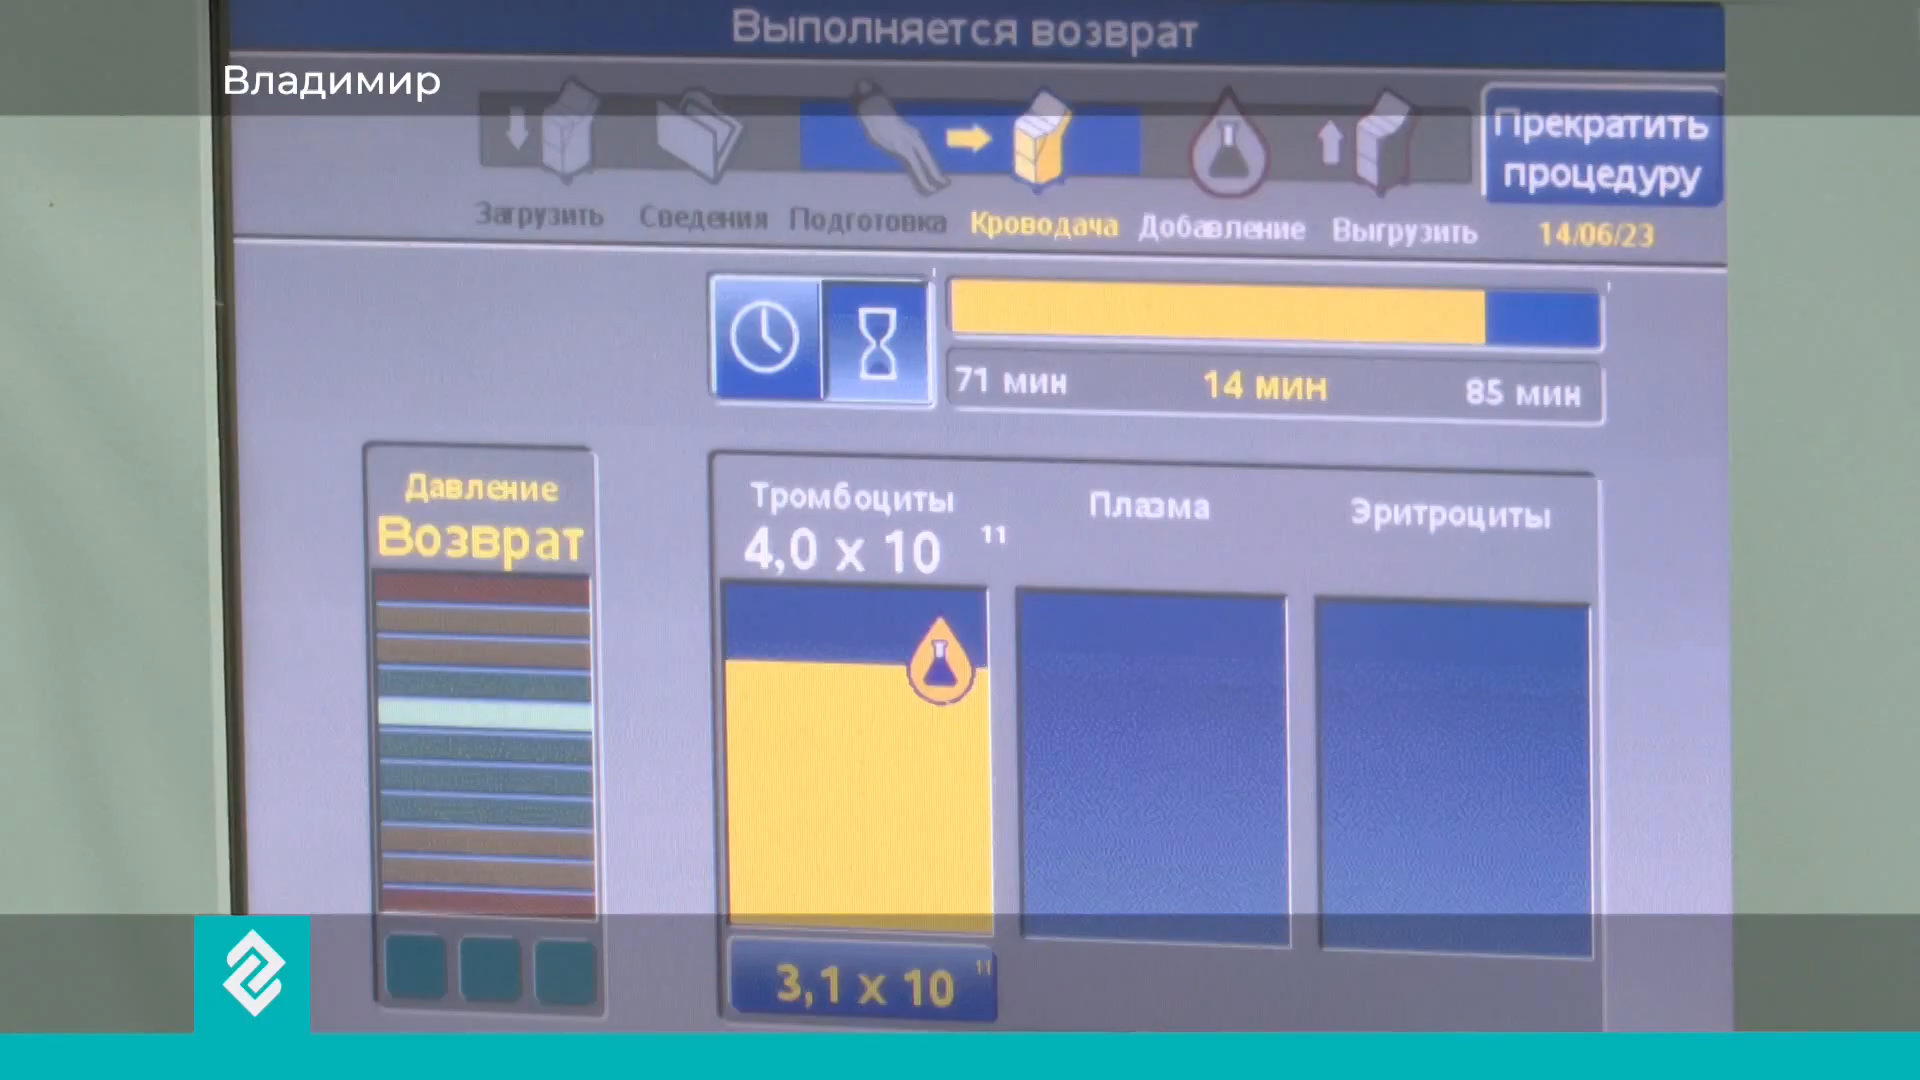 Выполняется возврат
Владимир
Прекратить
процедуру
Загрузить Сведения Подготовка Кроводача Добавление Выгрузить 14/06/23
71 мин 14 мин 85 мин
Давление
Возврат
Тромбоциты Плазма Эритроциты
4,0 x 10 11
3,1 x 10 11